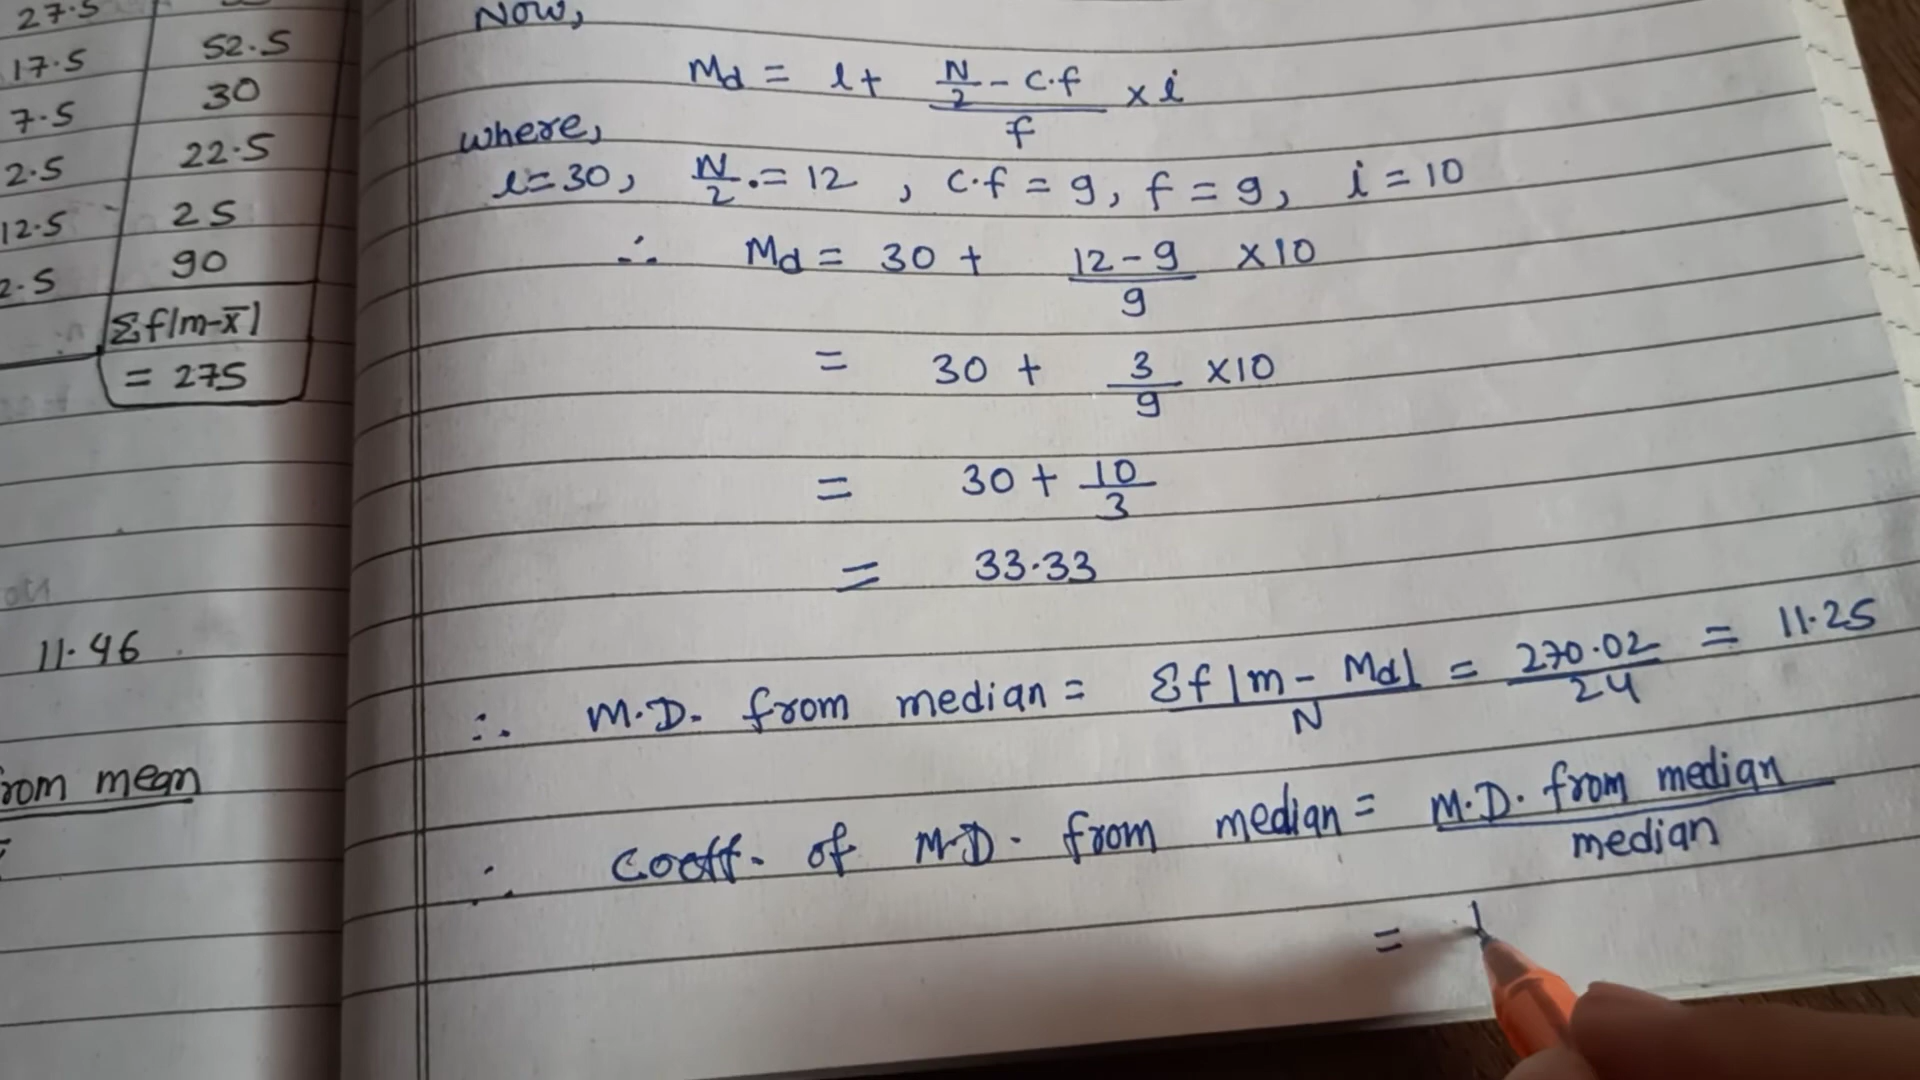 27.5
17.5 52.5
7.5 30
2.5 22.5
12.5 25
2.5 90
Σf|m-x̄|
= 275
11.46
rom mean
Now,
Md = l + (N/2 - c.f)/f × i
where,
l = 30, N/2 . = 12 , c.f = 9, f = 9, i = 10
∴ Md = 30 + (12 - 9)/9 ×10
= 30 + 3/9 ×10
= 30 + 10/3
= 33.33
∴ M.D. from median = Σf|m - Md|/N = 270.02/24 = 11.25
∴ Coeff. of M.D. from median = M.D. from median/median
= 1